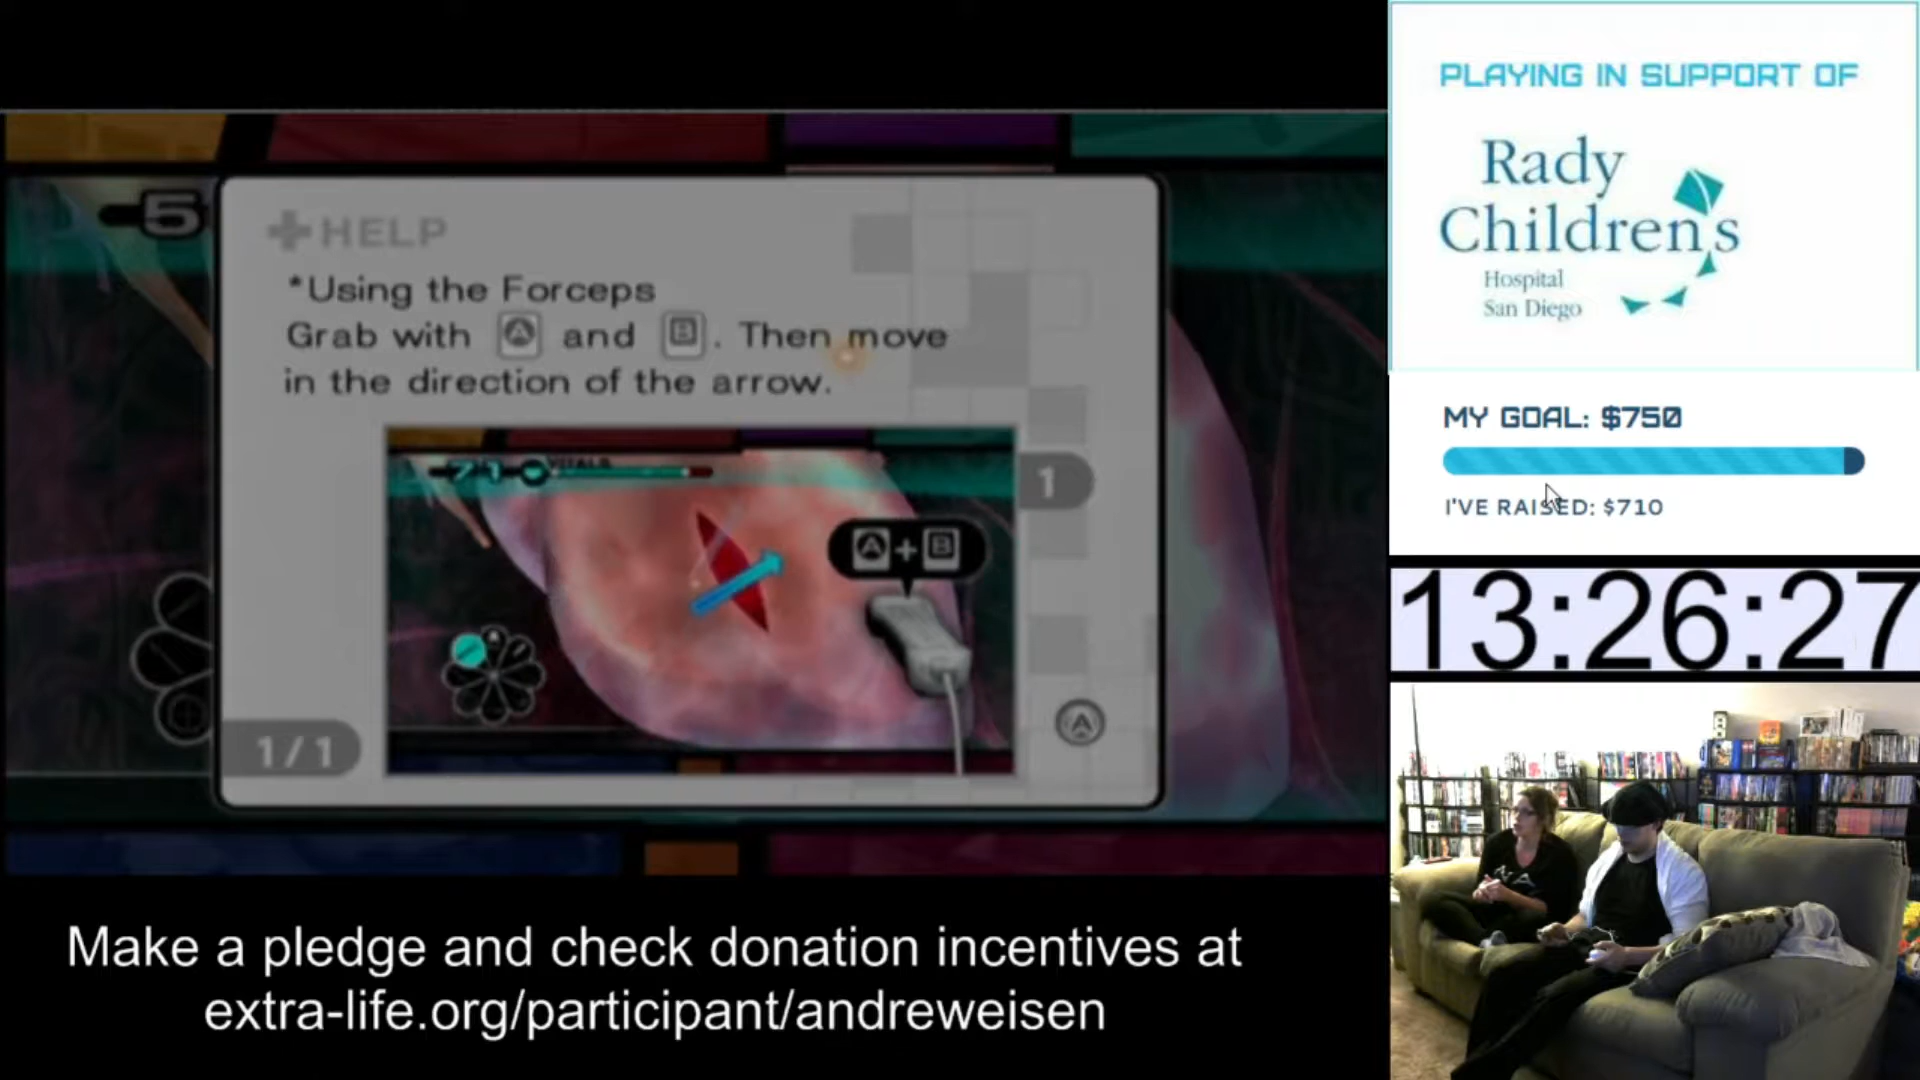 5
HELP
*Using the Forceps
Grab with A and B. Then move
in the direction of the arrow.
71 VITALS
A + B
1
1/1
A
Make a pledge and check donation incentives at
extra-life.org/participant/andreweisen
PLAYING IN SUPPORT OF
Rady
Children's
Hospital
San Diego
MY GOAL: $750
I'VE RAISED: $710
13:26:27